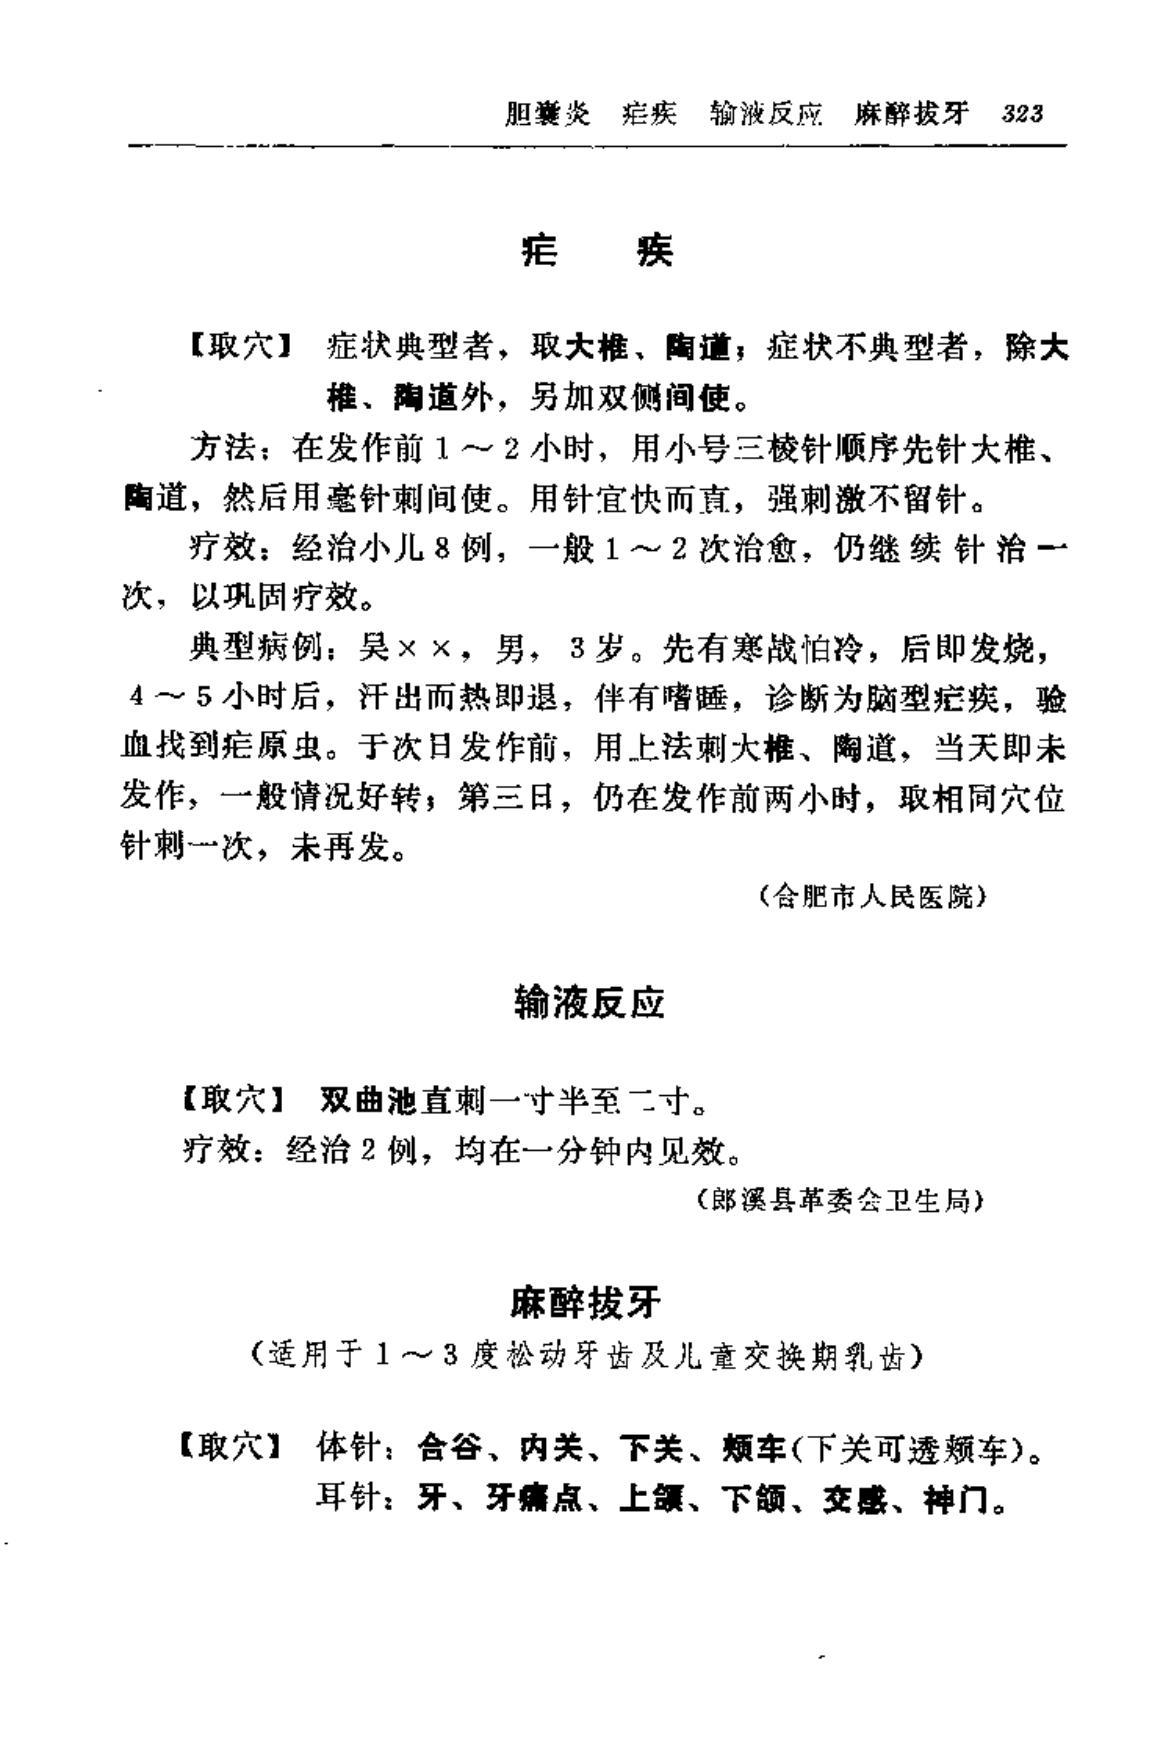 胆囊炎 疟疾 输液反应 麻醉拔牙 323
疟 疾
【取穴】 症状典型者，取大椎、陶道；症状不典型者，除大
椎、陶道外，另加双侧间使。
方法：在发作前1～2小时，用小号三棱针顺序先针大椎、
陶道，然后用毫针刺间使。用针宜快而直，强刺激不留针。
疗效：经治小儿8例，一般1～2次治愈，仍继续针治一
次，以巩固疗效。
典型病例：吴××，男，3岁。先有寒战怕冷，后即发烧，
4～5小时后，汗出而热即退，伴有嗜睡，诊断为脑型疟疾，验
血找到疟原虫。于次日发作前，用上法刺大椎、陶道，当天即未
发作，一般情况好转；第三日，仍在发作前两小时，取相同穴位
针刺一次，未再发。
（合肥市人民医院）
输液反应
【取穴】 双曲池直刺一寸半至二寸。
疗效：经治2例，均在一分钟内见效。
（郎溪县革委会卫生局）
麻醉拔牙
（适用于1～3度松动牙齿及儿童交换期乳齿）
【取穴】 体针：合谷、内关、下关、颊车（下关可透颊车）。
耳针：牙、牙痛点、上颌、下颌、交感、神门。